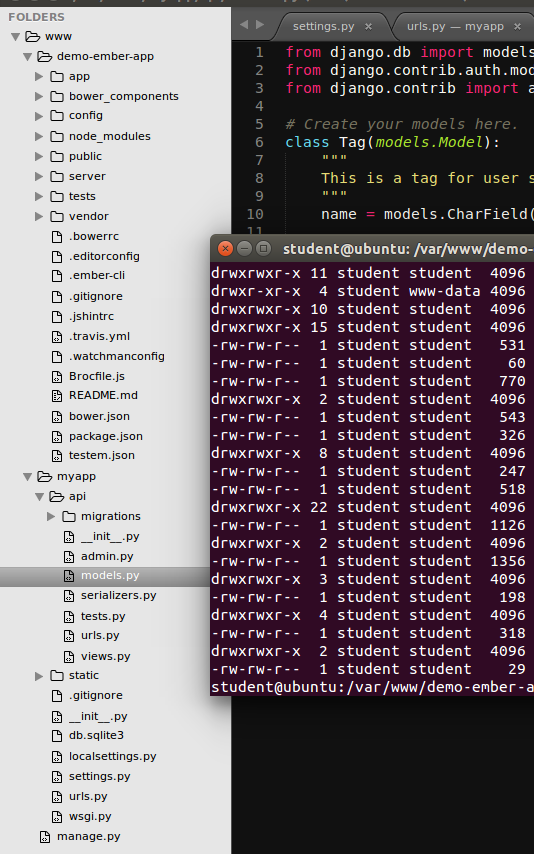 FOLDERS
www
demo-ember-app
app
bower_components
config
node_modules
public
server
tests
vendor
.bowerrc
.editorconfig
.ember-cli
.gitignore
.jshintrc
.travis.yml
.watchmanconfig
Brocfile.js
README.md
bower.json
package.json
testem.json
myapp
api
migrations
__init__.py
admin.py
models.py
serializers.py
tests.py
urls.py
views.py
static
.gitignore
__init__.py
db.sqlite3
localsettings.py
settings.py
urls.py
wsgi.py
manage.py
settings.py × urls.py — myapp ×
1 from django.db import models
2 from django.contrib.auth.mod
3 from django.contrib import a
4
5 # Create your models here.
6 class Tag(models.Model):
7 """
8 This is a tag for user s
9 """
10 name = models.CharField(
11
student@ubuntu: /var/www/demo-
drwxrwxr-x 11 student student 4096
drwxr-xr-x 4 student www-data 4096
drwxrwxr-x 10 student student 4096
drwxrwxr-x 15 student student 4096
-rw-rw-r-- 1 student student 531
-rw-rw-r-- 1 student student 60
-rw-rw-r-- 1 student student 770
drwxrwxr-x 2 student student 4096
-rw-rw-r-- 1 student student 543
-rw-rw-r-- 1 student student 326
drwxrwxr-x 8 student student 4096
-rw-rw-r-- 1 student student 247
-rw-rw-r-- 1 student student 518
drwxrwxr-x 22 student student 4096
-rw-rw-r-- 1 student student 1126
drwxrwxr-x 2 student student 4096
-rw-rw-r-- 1 student student 1356
drwxrwxr-x 3 student student 4096
-rw-rw-r-- 1 student student 198
drwxrwxr-x 4 student student 4096
-rw-rw-r-- 1 student student 318
drwxrwxr-x 2 student student 4096
-rw-rw-r-- 1 student student 29
student@ubuntu:/var/www/demo-ember-a